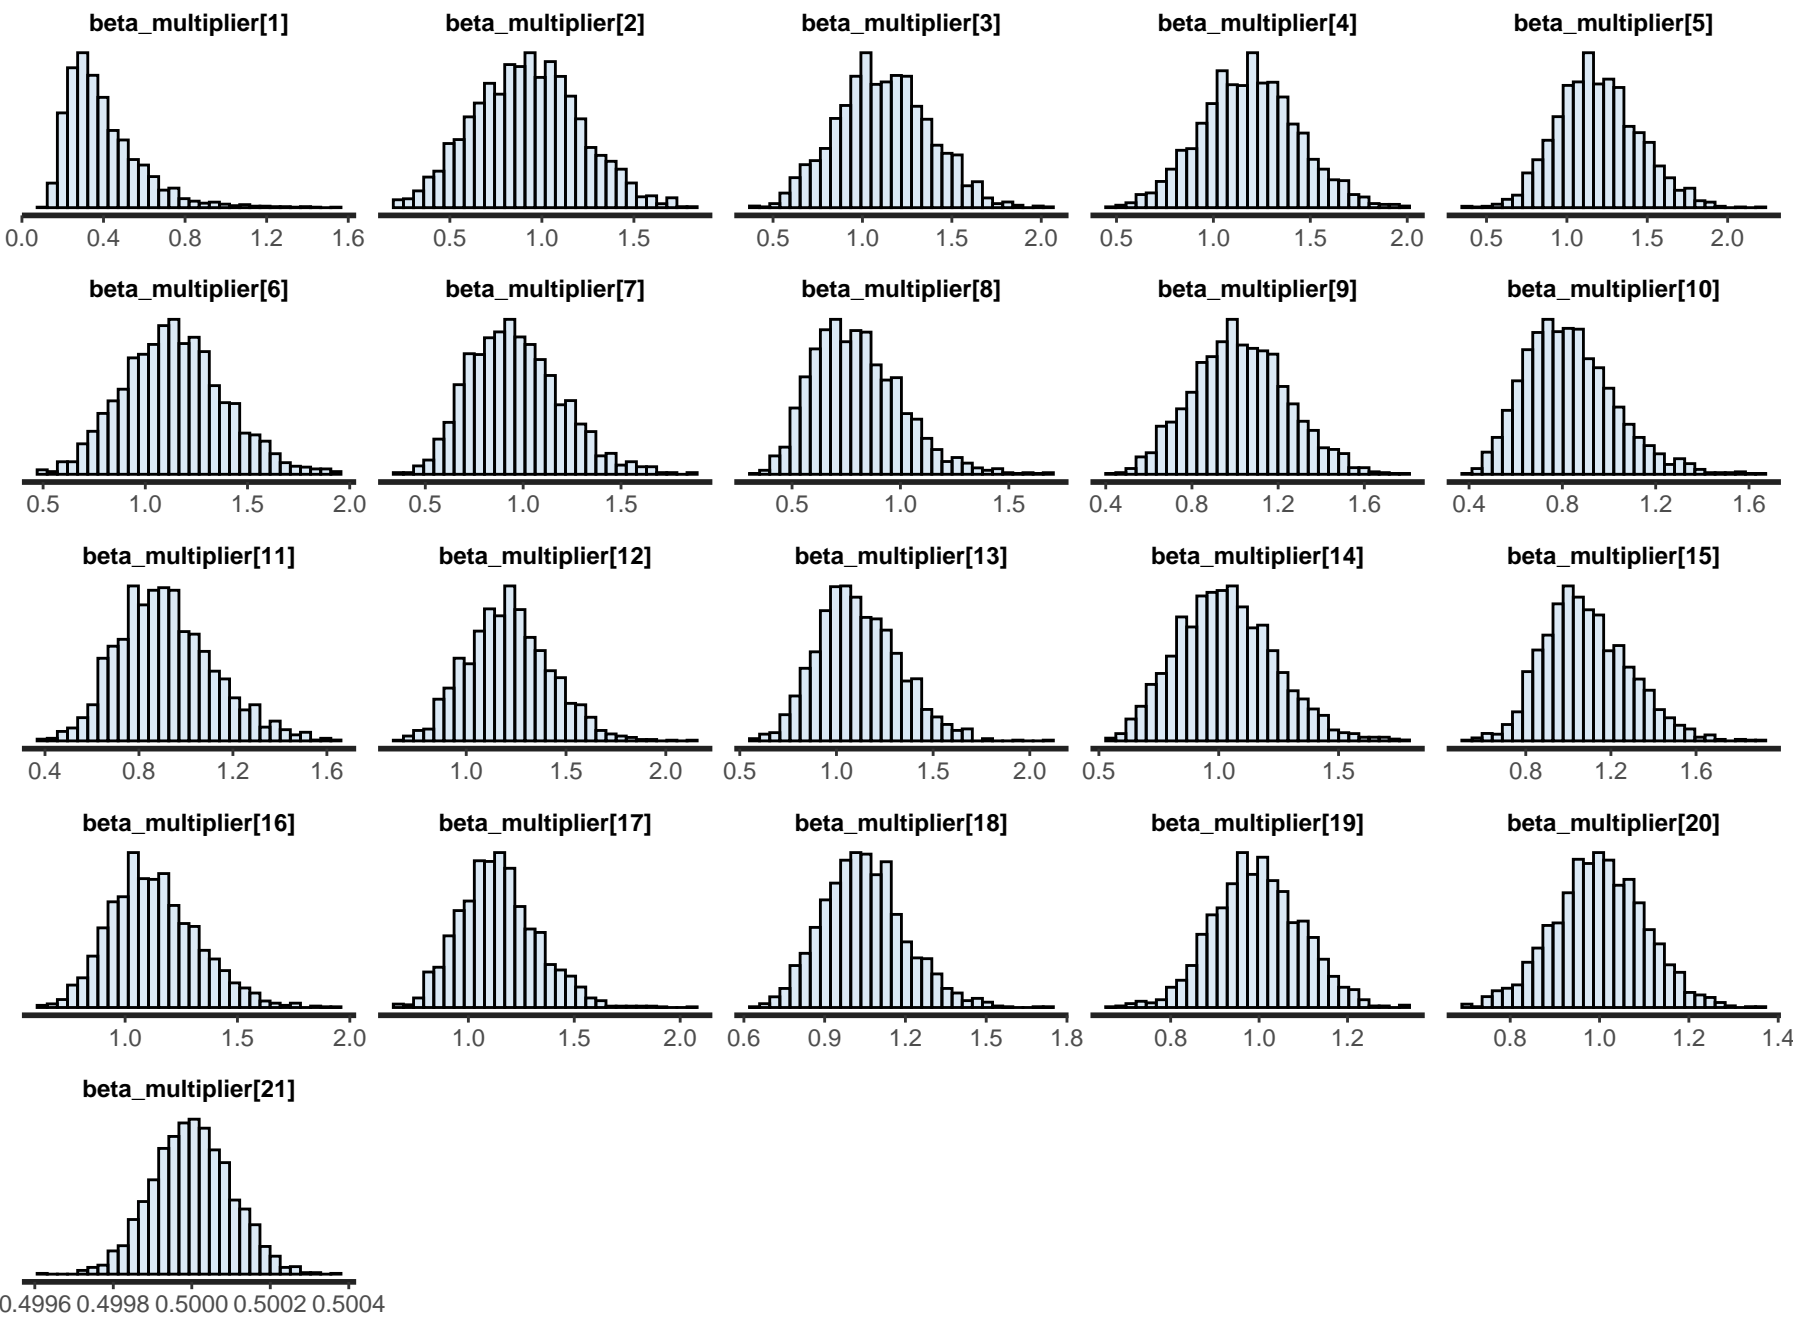 beta_multiplier[1] beta_multiplier[2] beta_multiplier[3] beta_multiplier[4] beta_multiplier[5]
0.0 0.4 0.8 1.2 1.6 0.5 1.0 1.5 0.5 1.0 1.5 2.0 0.5 1.0 1.5 2.0 0.5 1.0 1.5 2.0
beta_multiplier[6] beta_multiplier[7] beta_multiplier[8] beta_multiplier[9] beta_multiplier[10]
0.5 1.0 1.5 2.0 0.5 1.0 1.5 0.5 1.0 1.5 0.4 0.8 1.2 1.6 0.4 0.8 1.2 1.6
beta_multiplier[11] beta_multiplier[12] beta_multiplier[13] beta_multiplier[14] beta_multiplier[15]
0.4 0.8 1.2 1.6 1.0 1.5 2.0 0.5 1.0 1.5 2.0 0.5 1.0 1.5 0.8 1.2 1.6
beta_multiplier[16] beta_multiplier[17] beta_multiplier[18] beta_multiplier[19] beta_multiplier[20]
1.0 1.5 2.0 1.0 1.5 2.0 0.6 0.9 1.2 1.5 1.8 0.8 1.0 1.2 0.8 1.0 1.2 1.4
beta_multiplier[21]
0.4996 0.4998 0.5000 0.5002 0.5004